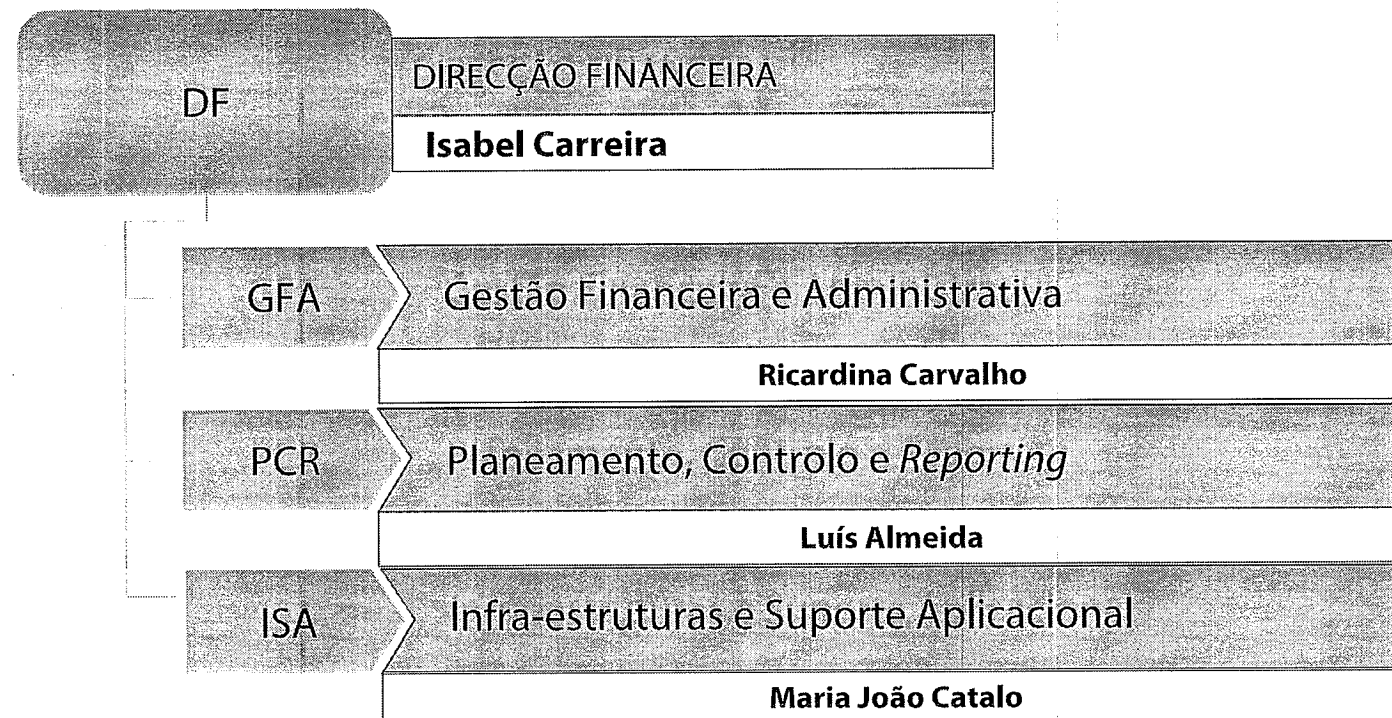 DF
DIRECÇÃO FINANCEIRA
Isabel Carreira
GFA
Gestão Financeira e Administrativa
Ricardina Carvalho
PCR
Planeamento, Controlo e Reporting
Luís Almeida
ISA
Infra-estruturas e Suporte Aplicacional
Maria João Catalo